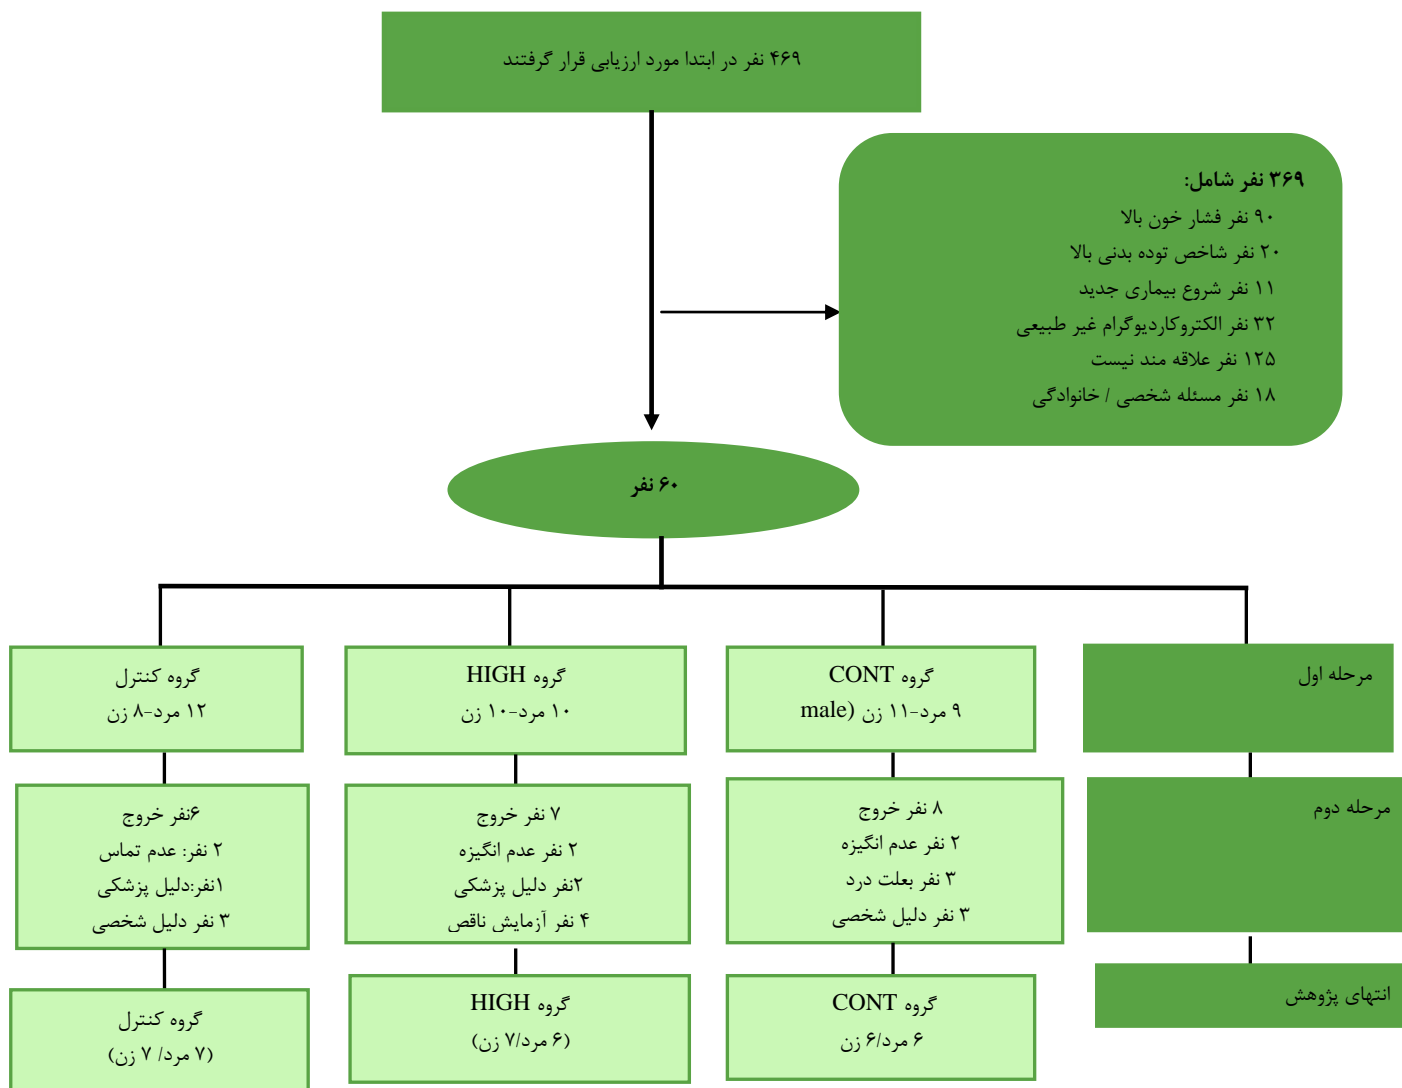 ۴۶۹ نفر در ابتدا مورد ارزیابی قرار گرفتند
۳۶۹ نفر شامل:
۹۰ نفر فشار خون بالا
۲۰ نفر شاخص توده بدنی بالا
۱۱ نفر شروع بیماری جدید
۳۲ نفر الکتروکاردیوگرام غیر طبیعی
۱۲۵ نفر علاقه مند نیست
۱۸ نفر مسئله شخصی / خانوادگی
۶۰ نفر
مرحله اول
گروه CONT
۹ مرد-۱۱ زن (male
گروه HIGH
۱۰ مرد-۱۰ زن
گروه کنترل
۱۲ مرد-۸ زن
مرحله دوم
۸ نفر خروج
۲ نفر عدم انگیزه
۳ نفر بعلت درد
۳ نفر دلیل شخصی
۷ نفر خروج
۲ نفر عدم انگیزه
۲نفر دلیل پزشکی
۴ نفر آزمایش ناقص
۶نفر خروج
۲ نفر: عدم تماس
۱نفر:دلیل پزشکی
۳ نفر دلیل شخصی
انتهای پژوهش
گروه CONT
۶ مرد/۶ زن
گروه HIGH
(۶ مرد/۷ زن)
گروه کنترل
(۷ مرد/ ۷ زن)